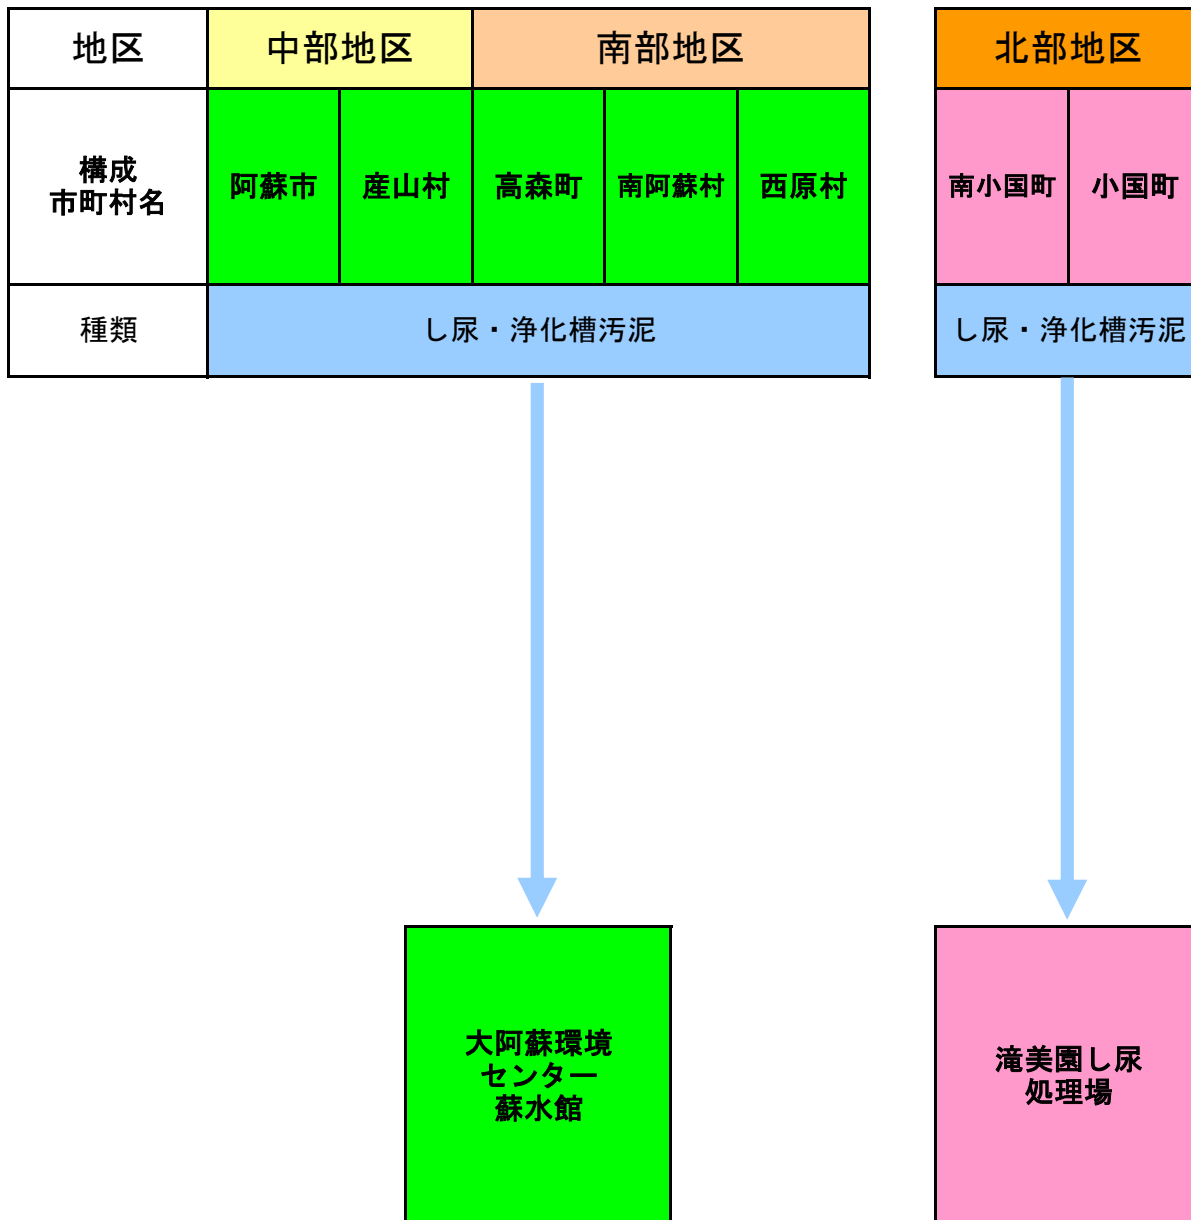 地区
中部地区
南部地区
北部地区
構成
市町村名
阿蘇市
産山村
高森町
南阿蘇村
西原村
南小国町
小国町
種類
し尿・浄化槽汚泥
し尿・浄化槽汚泥
大阿蘇環境
センター
蘇水館
滝美園し尿
処理場